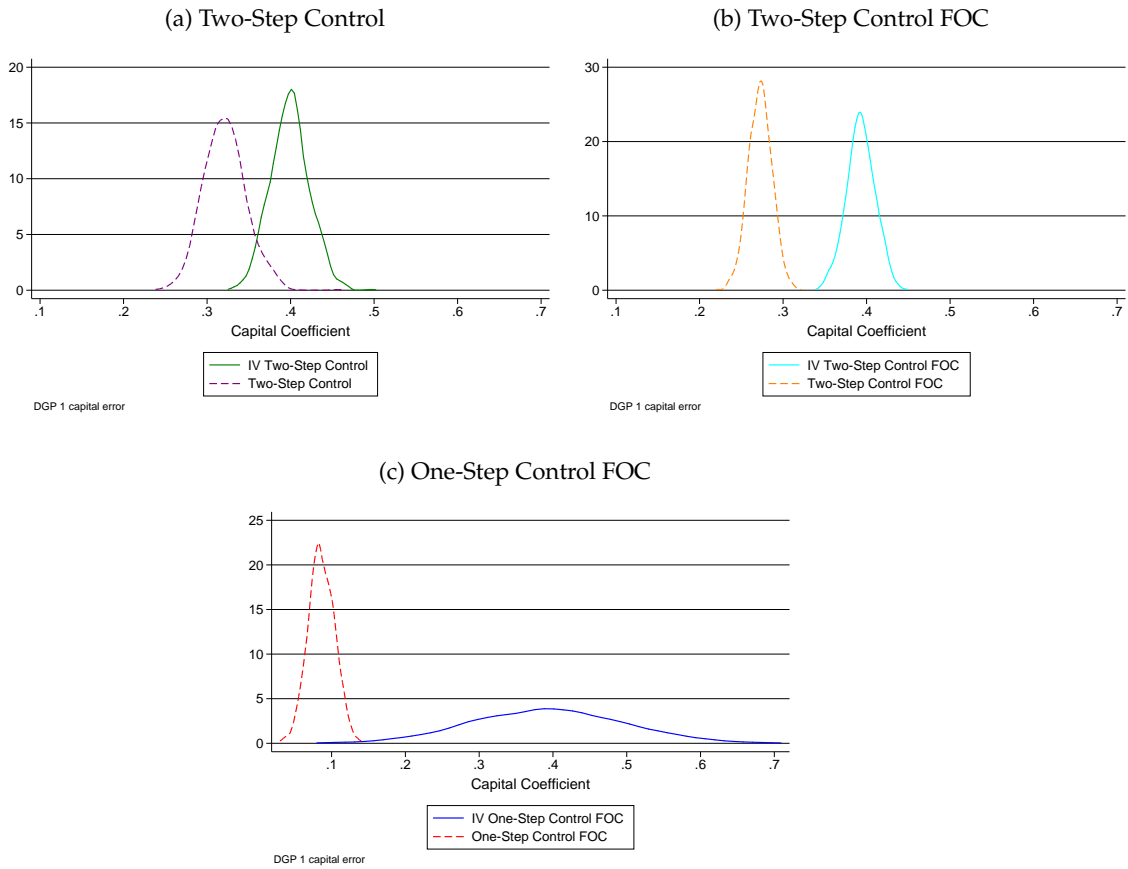 (a) Two-Step Control
20
15
10
5
0
.1 .2 .3 .4 .5 .6 .7
Capital Coefficient
IV Two-Step Control
Two-Step Control
DGP 1 capital error
(b) Two-Step Control FOC
30
20
10
0
.1 .2 .3 .4 .5 .6 .7
Capital Coefficient
IV Two-Step Control FOC
Two-Step Control FOC
DGP 1 capital error
(c) One-Step Control FOC
25
20
15
10
5
0
.1 .2 .3 .4 .5 .6 .7
Capital Coefficient
IV One-Step Control FOC
One-Step Control FOC
DGP 1 capital error